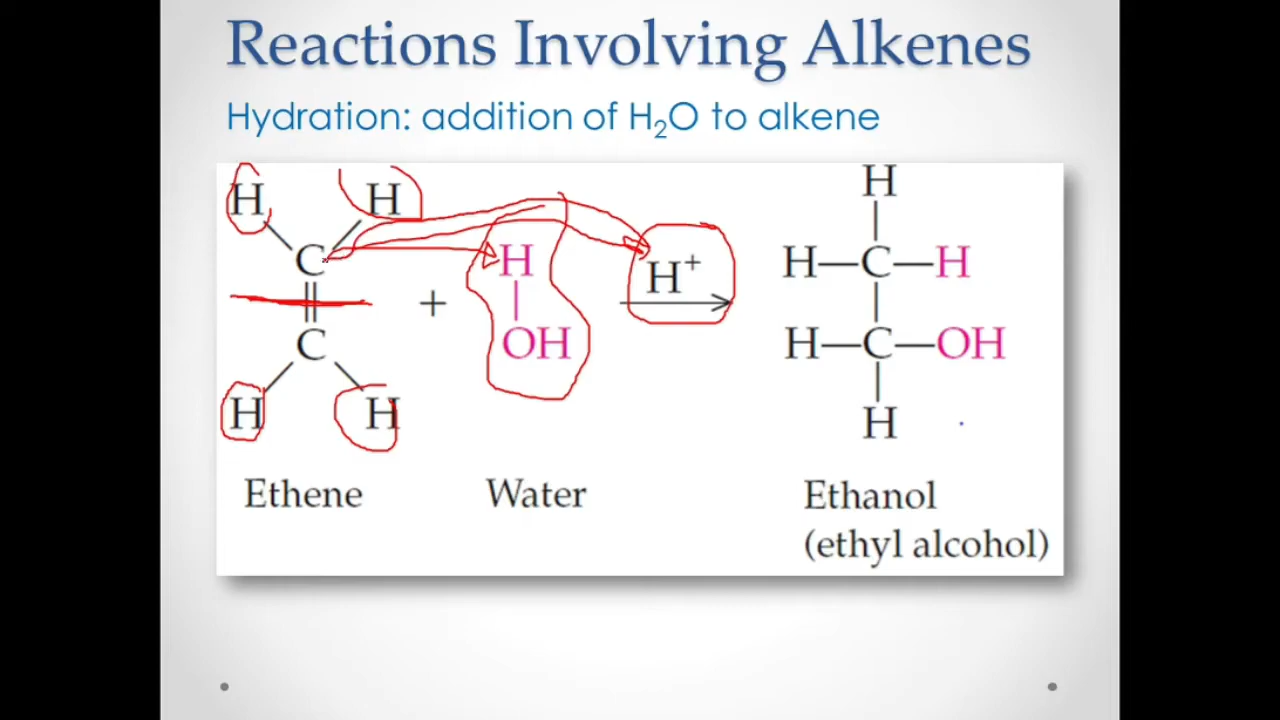 Reactions Involving Alkenes
Hydration: addition of H₂O to alkene
H H H
C H H⁺ H—C—H
+
C OH H—C—OH
H H H
Ethene Water Ethanol
(ethyl alcohol)